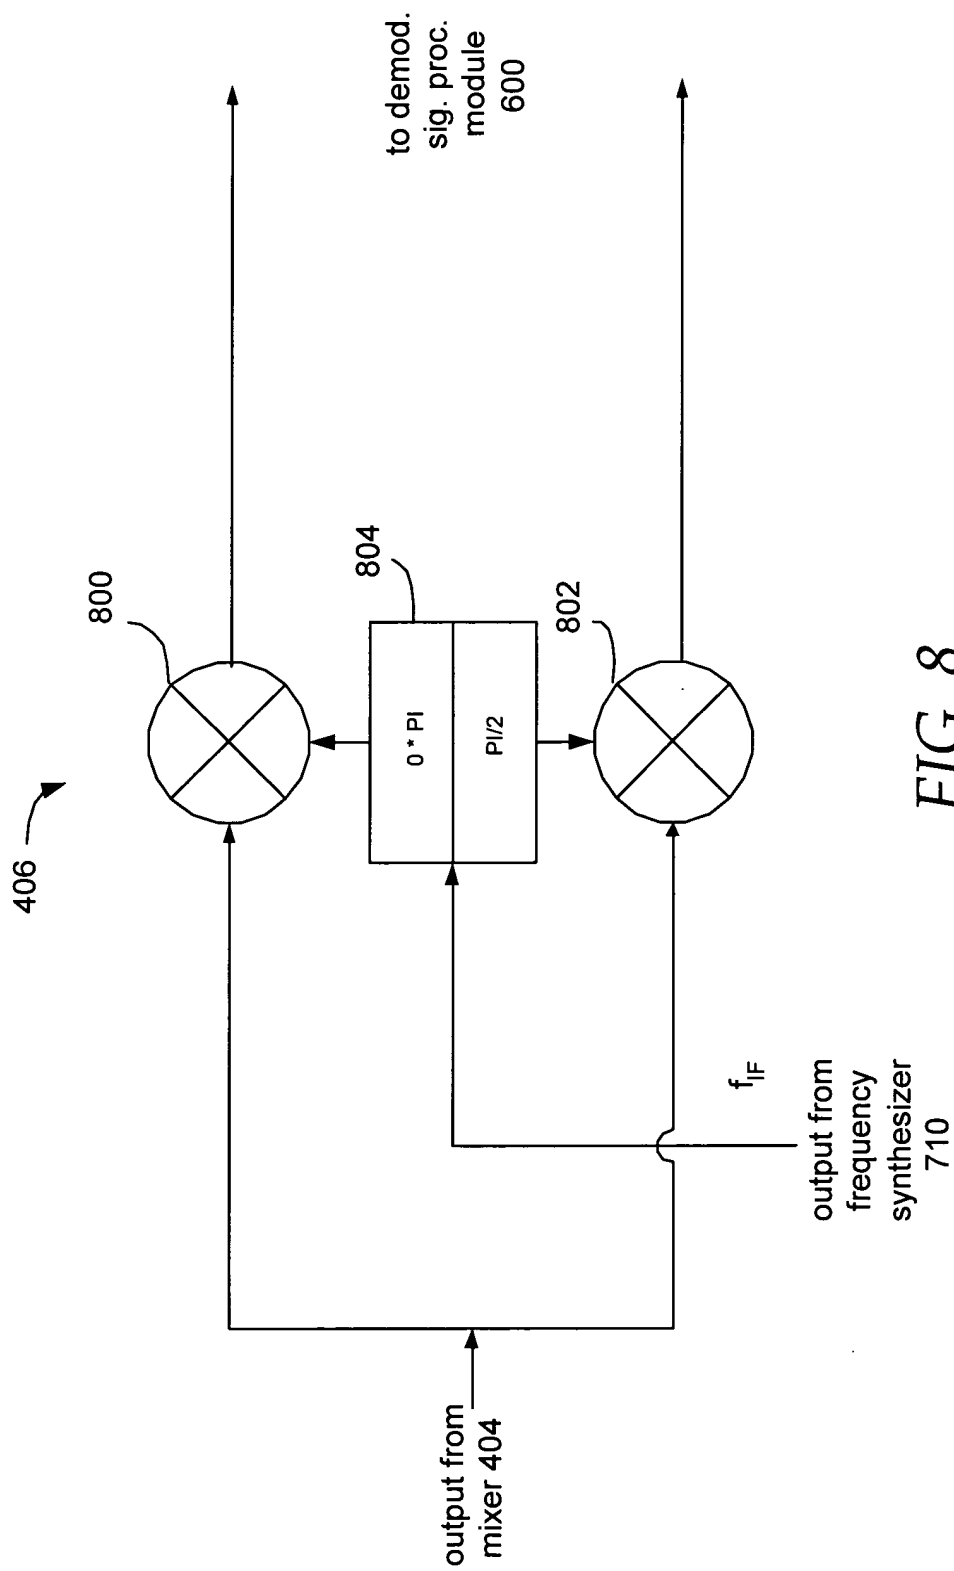 406
800
804
0 * PI
PI/2
802
to demod.
sig. proc.
module
600
output from
mixer 404
f_IF
output from
frequency
synthesizer
710
FIG. 8